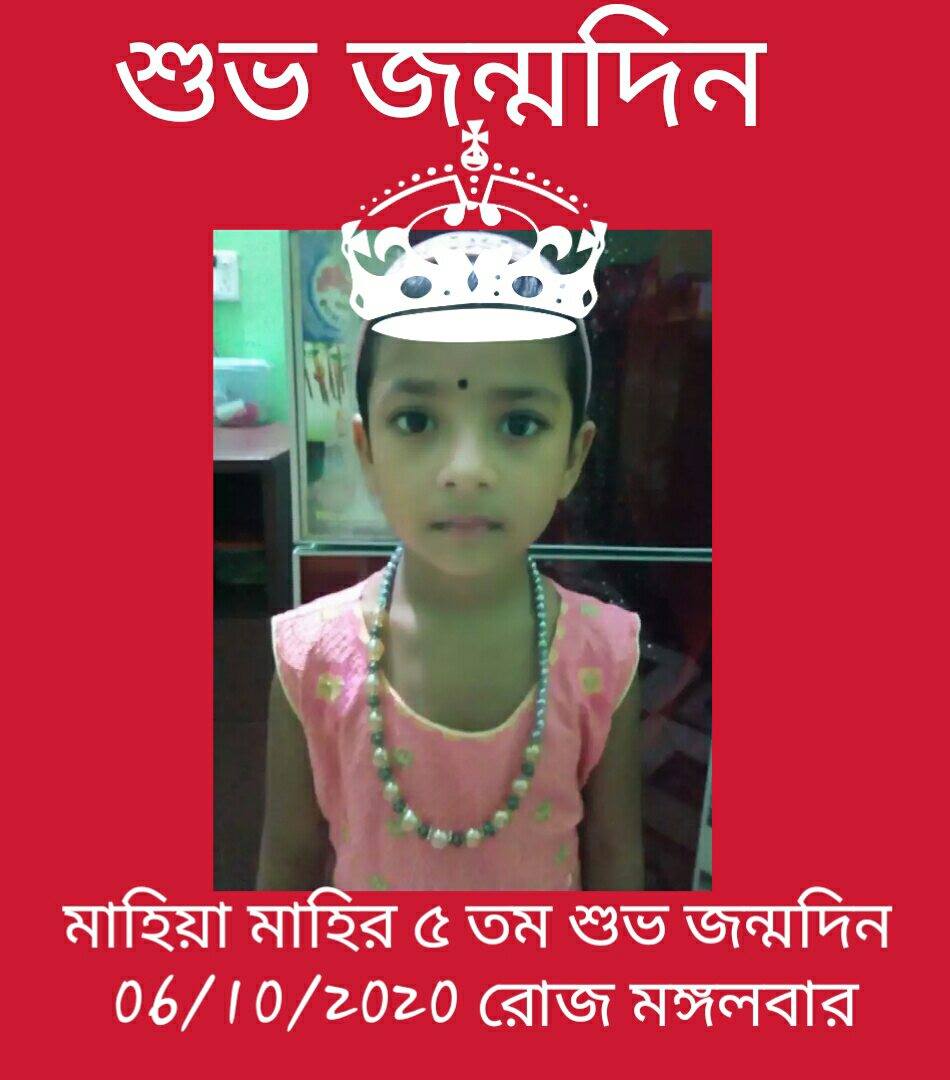 শুভ জন্মদিন
মাহিয়া মাহির ৫ তম শুভ জন্মদিন
06/10/2020 রোজ মঙ্গলবার